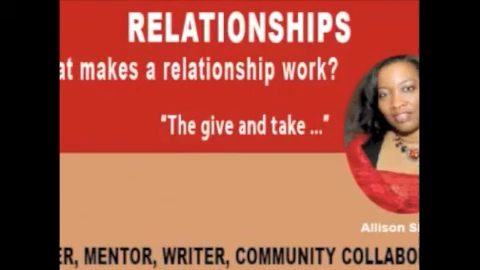 RELATIONSHIPS
at makes a relationship work?
"The give and take ..."
Allison S
ER, MENTOR, WRITER, COMMUNITY COLLABO